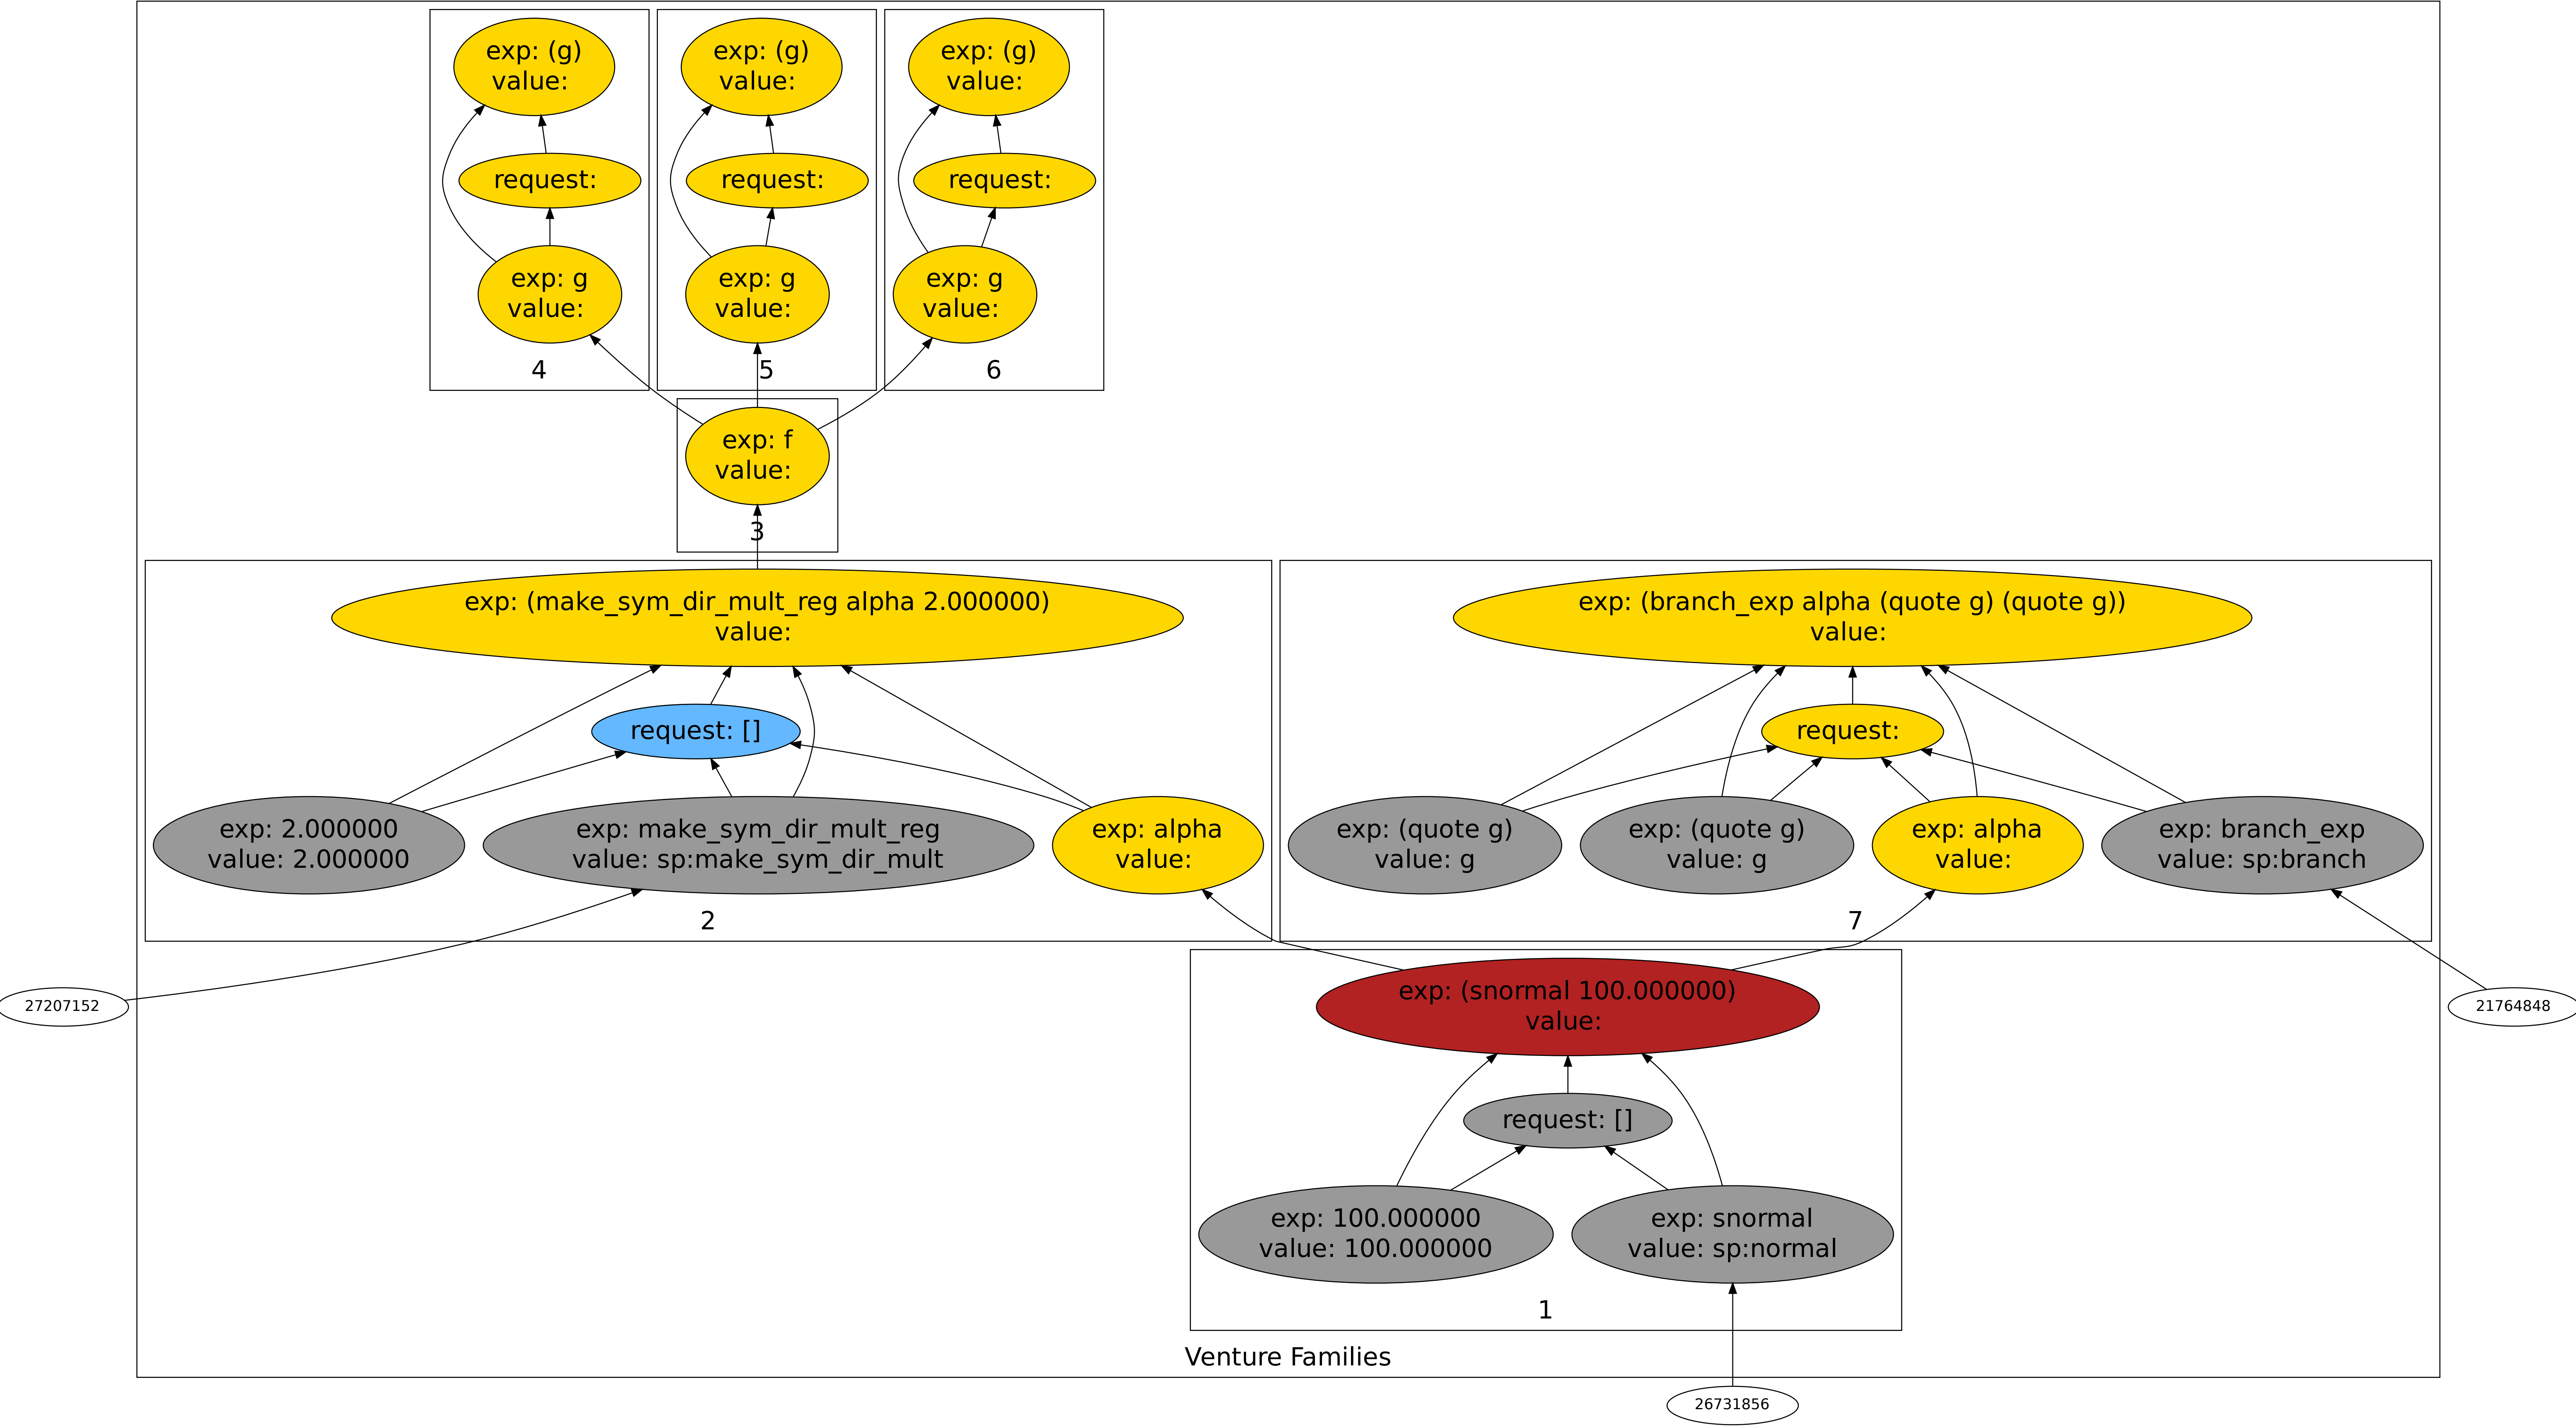 exp: (g)
value:
exp: (g)
value:
exp: (g)
value:
request:
request:
request:
exp: g
value:
exp: g
value:
exp: g
value:
4
5
6
exp: f
value:
3
exp: (make_sym_dir_mult_reg alpha 2.000000)
value:
exp: (branch_exp alpha (quote g) (quote g))
value:
request: []
request:
exp: 2.000000
value: 2.000000
exp: make_sym_dir_mult_reg
value: sp:make_sym_dir_mult
exp: alpha
value:
exp: (quote g)
value: g
exp: (quote g)
value: g
exp: alpha
value:
exp: branch_exp
value: sp:branch
2
7
27207152
exp: (snormal 100.000000)
value:
21764848
request: []
exp: 100.000000
value: 100.000000
exp: snormal
value: sp:normal
1
Venture Families
26731856